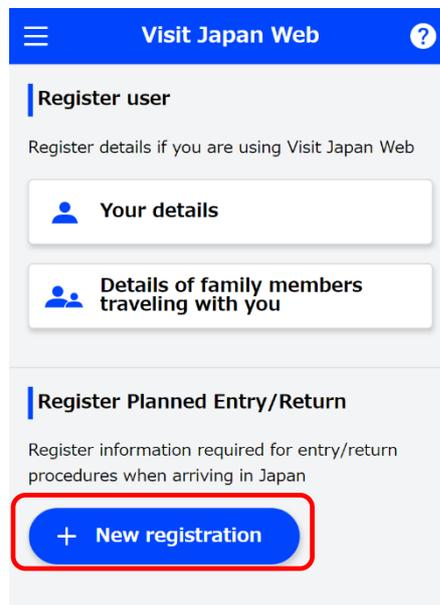 Visit Japan Web
?
Register user
Register details if you are using Visit Japan Web
Your details
Details of family members
traveling with you
Register Planned Entry/Return
Register information required for entry/return
procedures when arriving in Japan
+ New registration